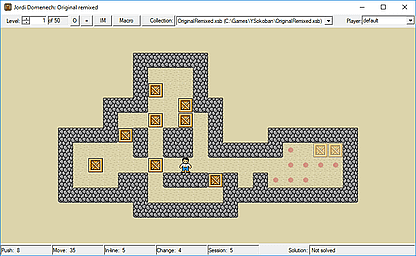 Jordi Domenech: Original remixed
Level: 1 of 50 O IM Macro Collection: OriginalRemixed.xsb (C:\Games\YSokoban\OriginalRemixed.xsb) Player: default
Push: 8 Move: 35 In-line: 5 Change: 4 Session: 5 Solution: Not solved